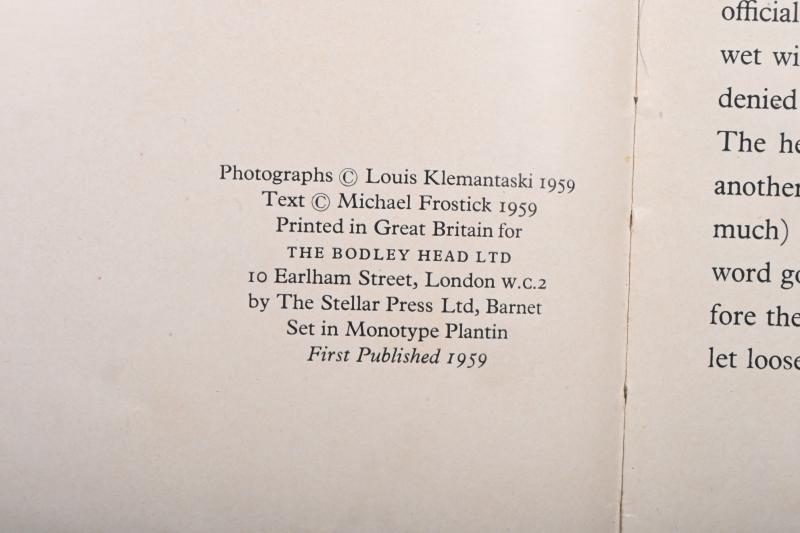 Photographs © Louis Klemantaski 1959
Text © Michael Frostick 1959
Printed in Great Britain for
THE BODLEY HEAD LTD
10 Earlham Street, London W.C.2
by The Stellar Press Ltd, Barnet
Set in Monotype Plantin
First Published 1959
official
wet wi
denied
The he
another
much)
word go
fore the
let loose